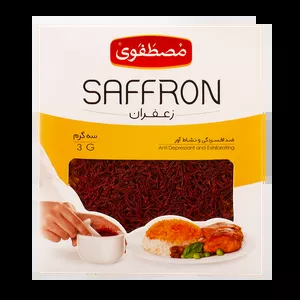 مصطفوی
SAFFRON
زعفران
ضد افسردگی و نشاط آور
Anti Depressant and Exhilarating
سه گرم
3 G